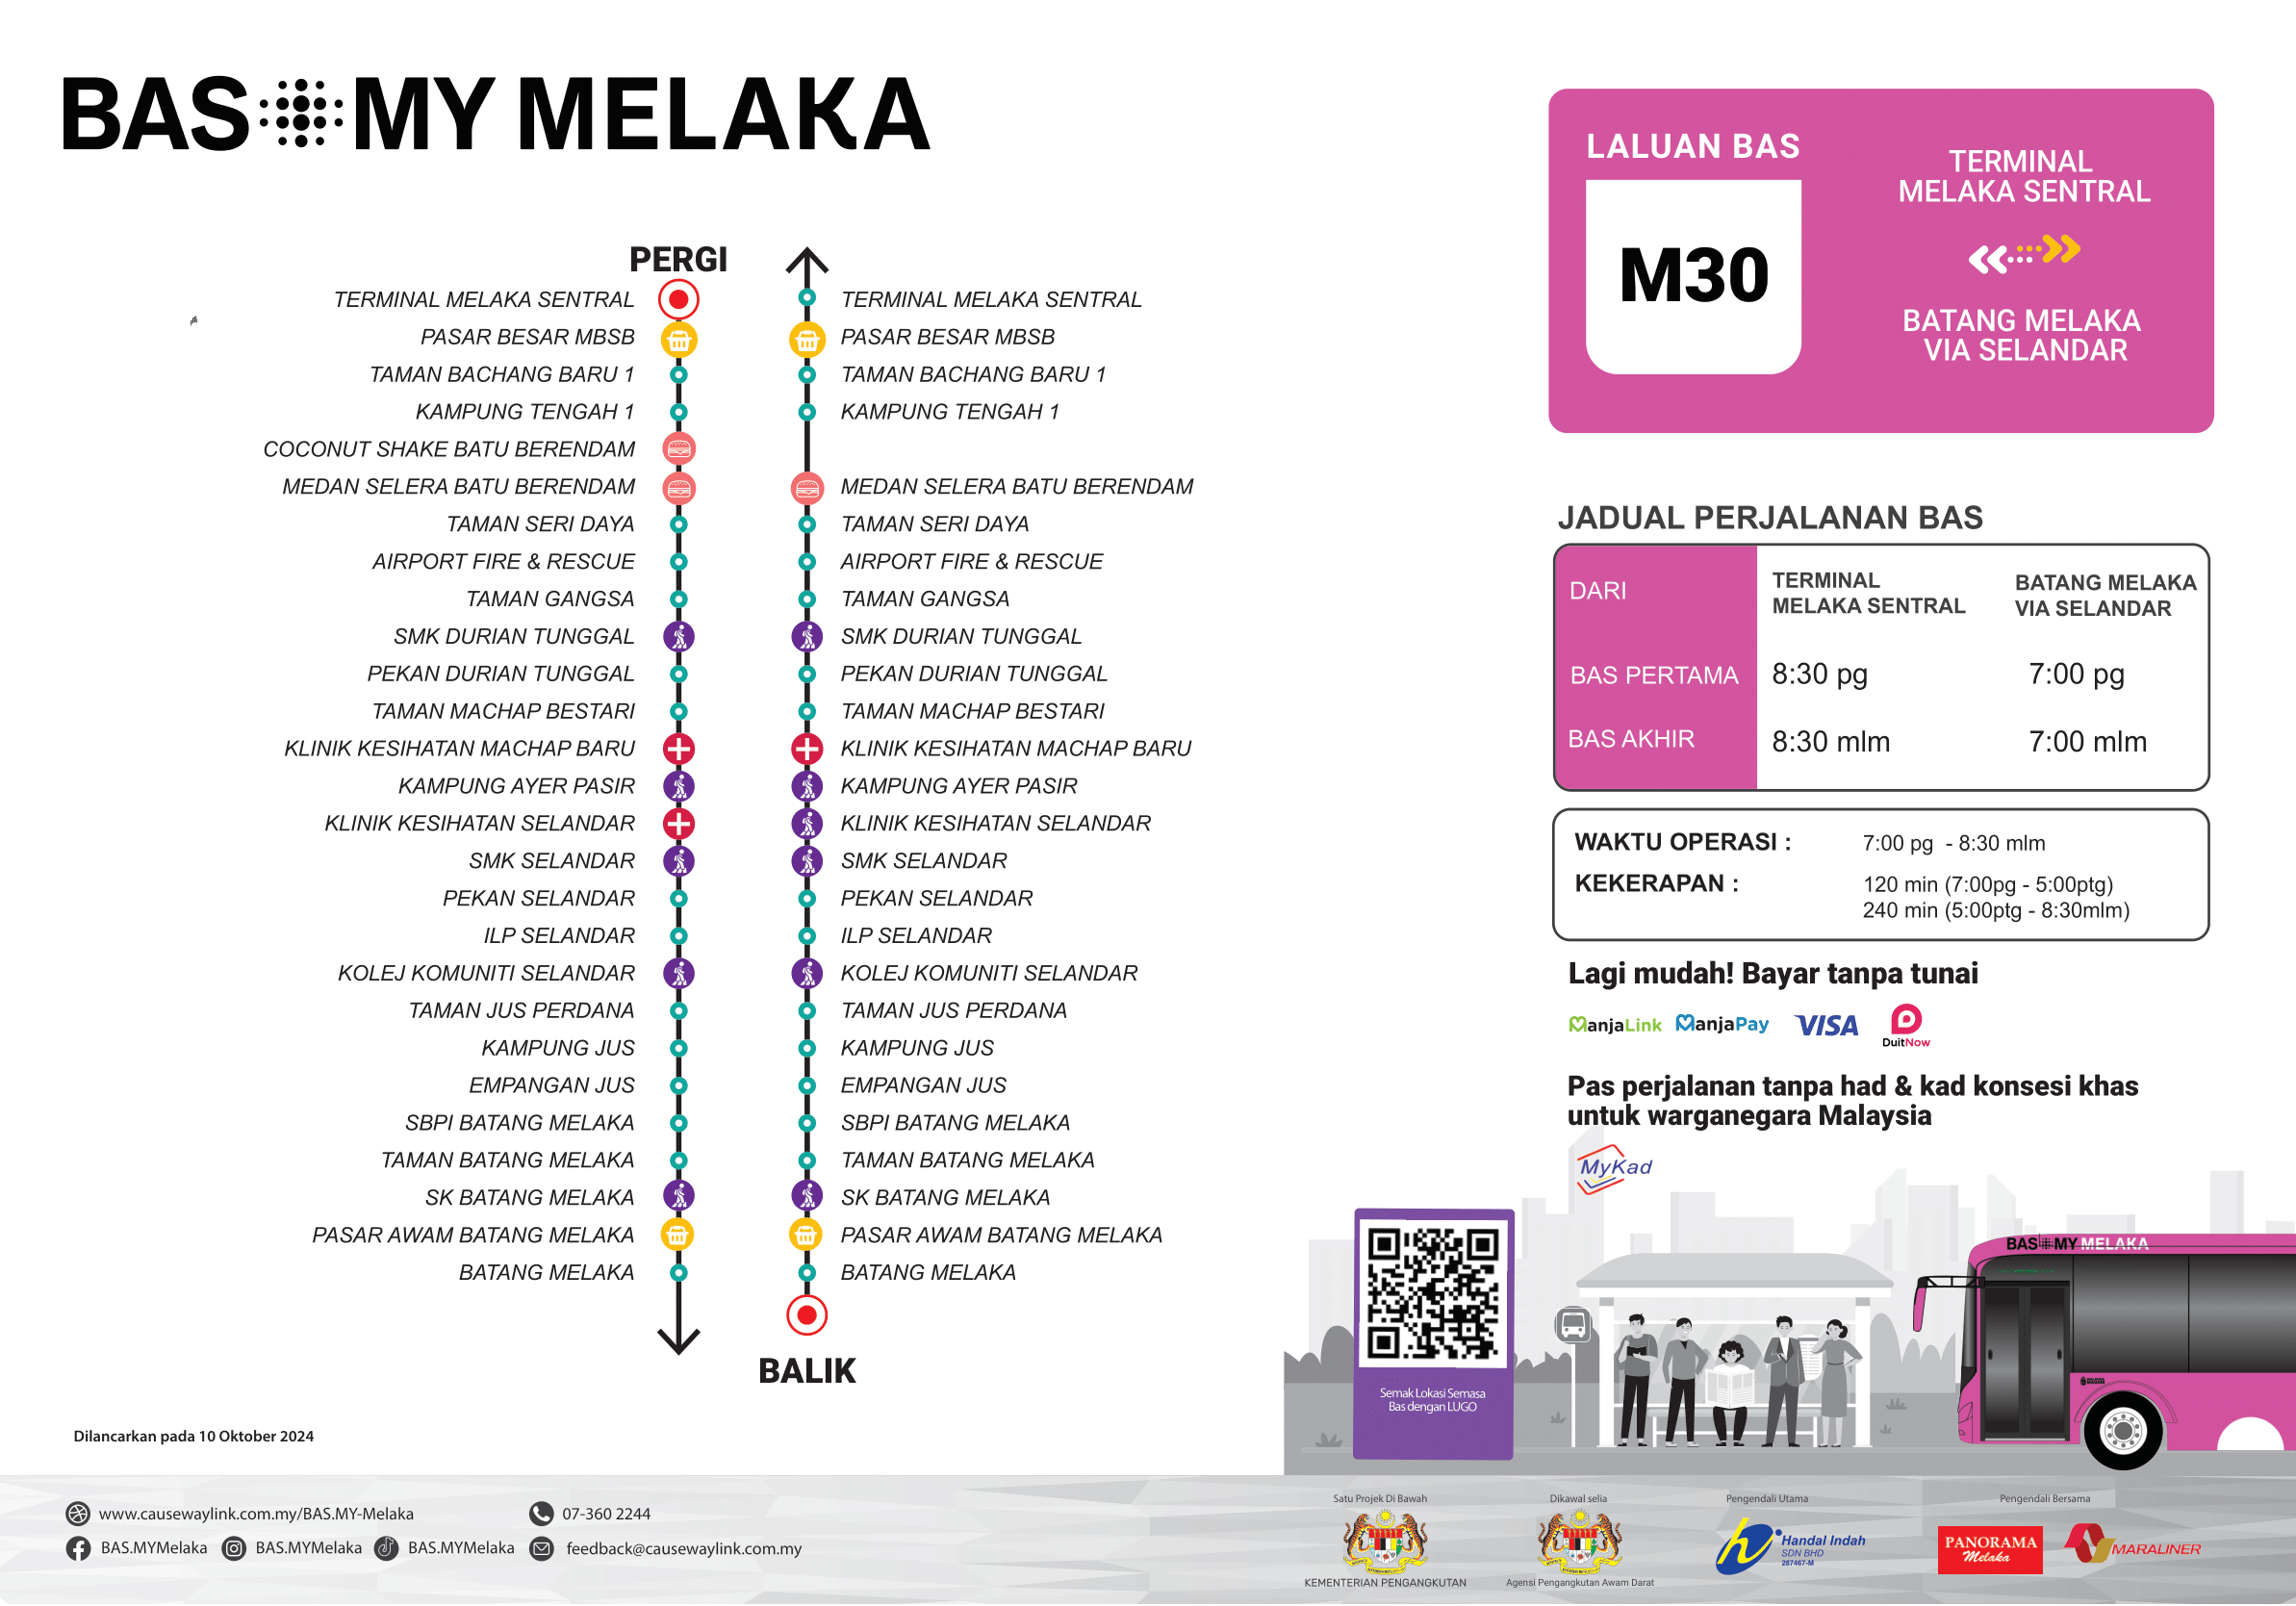 BAS MY MELAKA
PERGI
TERMINAL MELAKA SENTRAL
PASAR BESAR MBSB
TAMAN BACHANG BARU 1
KAMPUNG TENGAH 1
COCONUT SHAKE BATU BERENDAM
MEDAN SELERA BATU BERENDAM
TAMAN SERI DAYA
AIRPORT FIRE & RESCUE
TAMAN GANGSA
SMK DURIAN TUNGGAL
PEKAN DURIAN TUNGGAL
TAMAN MACHAP BESTARI
KLINIK KESIHATAN MACHAP BARU
KAMPUNG AYER PASIR
KLINIK KESIHATAN SELANDAR
SMK SELANDAR
PEKAN SELANDAR
ILP SELANDAR
KOLEJ KOMUNITI SELANDAR
TAMAN JUS PERDANA
KAMPUNG JUS
EMPANGAN JUS
SBPI BATANG MELAKA
TAMAN BATANG MELAKA
SK BATANG MELAKA
PASAR AWAM BATANG MELAKA
BATANG MELAKA
TERMINAL MELAKA SENTRAL
PASAR BESAR MBSB
TAMAN BACHANG BARU 1
KAMPUNG TENGAH 1
MEDAN SELERA BATU BERENDAM
TAMAN SERI DAYA
AIRPORT FIRE & RESCUE
TAMAN GANGSA
SMK DURIAN TUNGGAL
PEKAN DURIAN TUNGGAL
TAMAN MACHAP BESTARI
KLINIK KESIHATAN MACHAP BARU
KAMPUNG AYER PASIR
KLINIK KESIHATAN SELANDAR
SMK SELANDAR
PEKAN SELANDAR
ILP SELANDAR
KOLEJ KOMUNITI SELANDAR
TAMAN JUS PERDANA
KAMPUNG JUS
EMPANGAN JUS
SBPI BATANG MELAKA
TAMAN BATANG MELAKA
SK BATANG MELAKA
PASAR AWAM BATANG MELAKA
BATANG MELAKA
BALIK
LALUAN BAS
M30
TERMINAL
MELAKA SENTRAL
BATANG MELAKA
VIA SELANDAR
JADUAL PERJALANAN BAS
DARI
TERMINAL
MELAKA SENTRAL
BATANG MELAKA
VIA SELANDAR
BAS PERTAMA 8:30 pg 7:00 pg
BAS AKHIR 8:30 mlm 7:00 mlm
WAKTU OPERASI : 7:00 pg - 8:30 mlm
KEKERAPAN : 120 min (7:00pg - 5:00ptg)
240 min (5:00ptg - 8:30mlm)
Lagi mudah! Bayar tanpa tunai
ManjaLink ManjaPay VISA DuitNow
Pas perjalanan tanpa had & kad konsesi khas
untuk warganegara Malaysia
MyKad
BAS MY MELAKA
Semak Lokasi Semasa
Bas dengan LUGO
Dilancarkan pada 10 Oktober 2024
www.causewaylink.com.my/BAS.MY-Melaka
07-360 2244
BAS.MYMelaka BAS.MYMelaka BAS.MYMelaka
feedback@causewaylink.com.my
Satu Projek Di Bawah
KEMENTERIAN PENGANGKUTAN
Dikawal selia
Agensi Pengangkutan Awam Darat
Pengendali Utama
Handal Indah
SDN BHD
287467-M
Pengendali Bersama
PANORAMA
Melaka
MARALINER